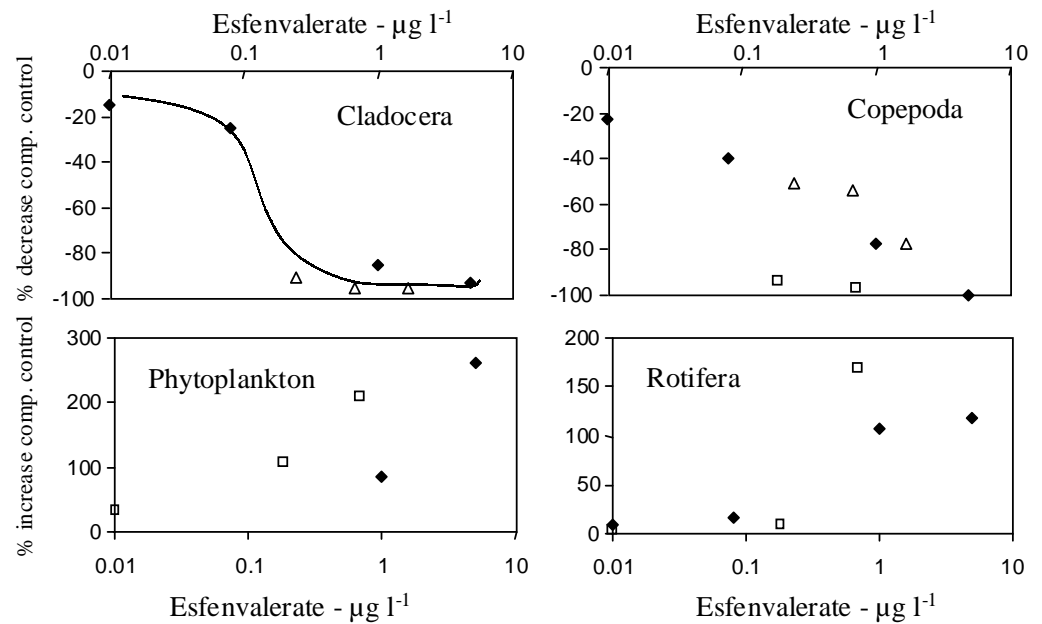 Esfenvalerate - µg l-1
Esfenvalerate - µg l-1
0.01 0.1 1 10
0.01 0.1 1 10
% decrease comp. control
0
-20
-40
-60
-80
-100
Cladocera
0
-20
-40
-60
-80
-100
Copepoda
% increase comp. control
300
200
100
0
Phytoplankton
200
150
100
50
0
Rotifera
0.01 0.1 1 10
0.01 0.1 1 10
Esfenvalerate - µg l-1
Esfenvalerate - µg l-1